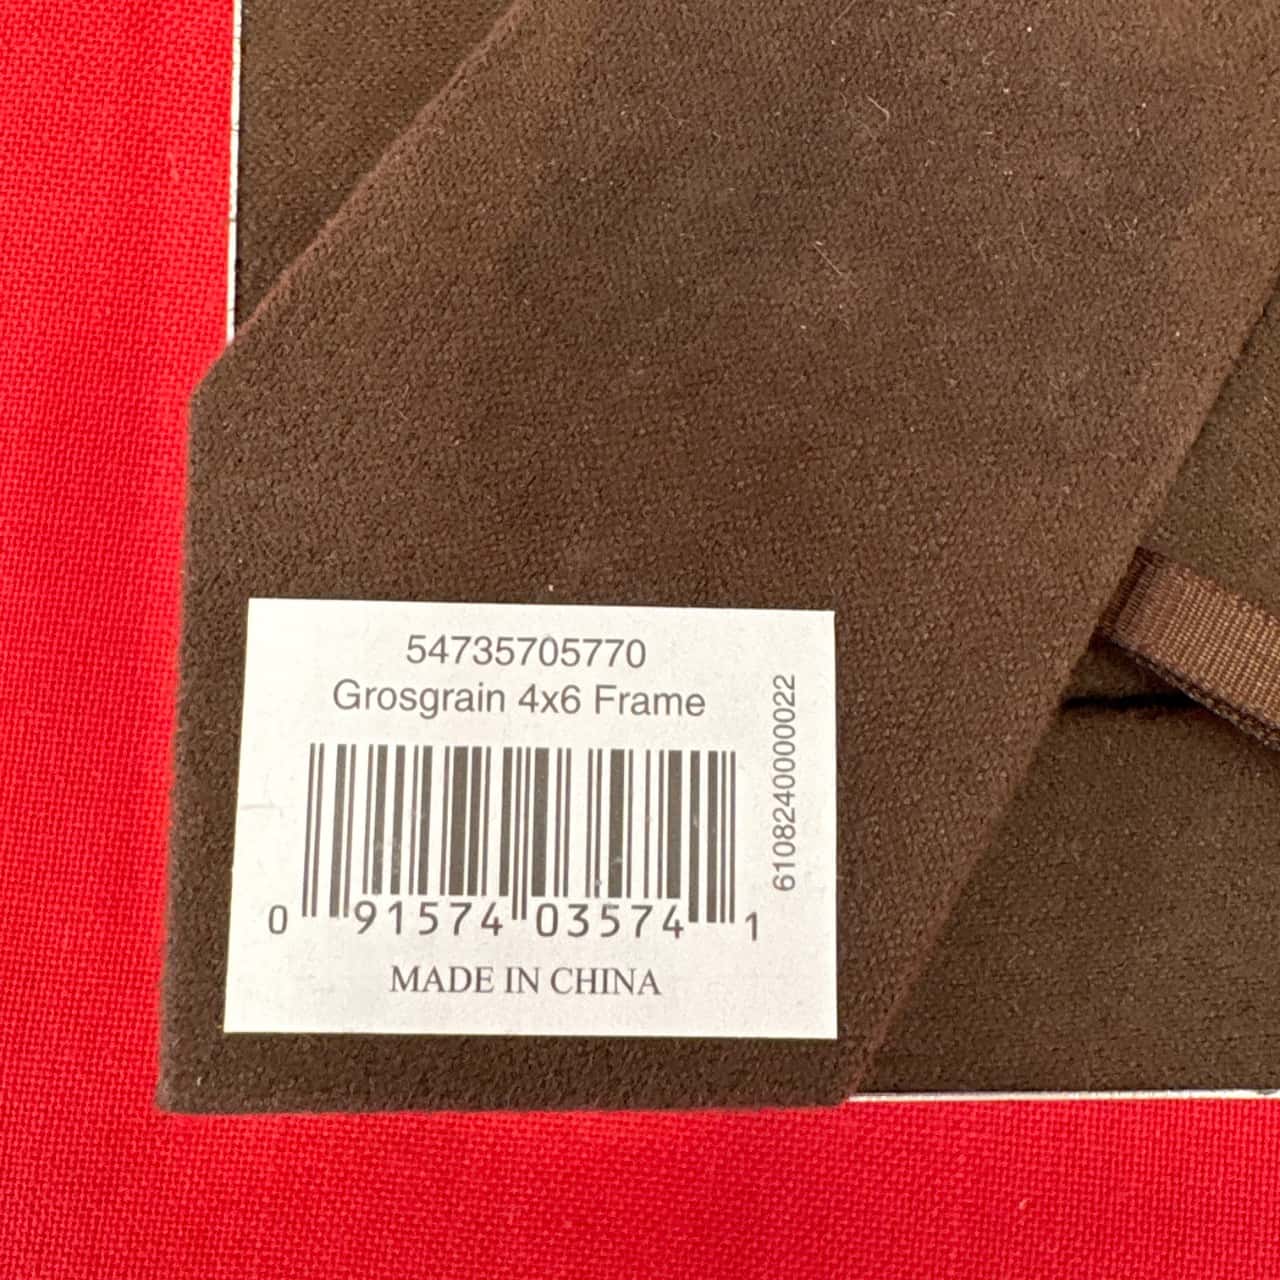 54735705770
Grosgrain 4x6 Frame
0 91574 03574 1
MADE IN CHINA
6108240000022